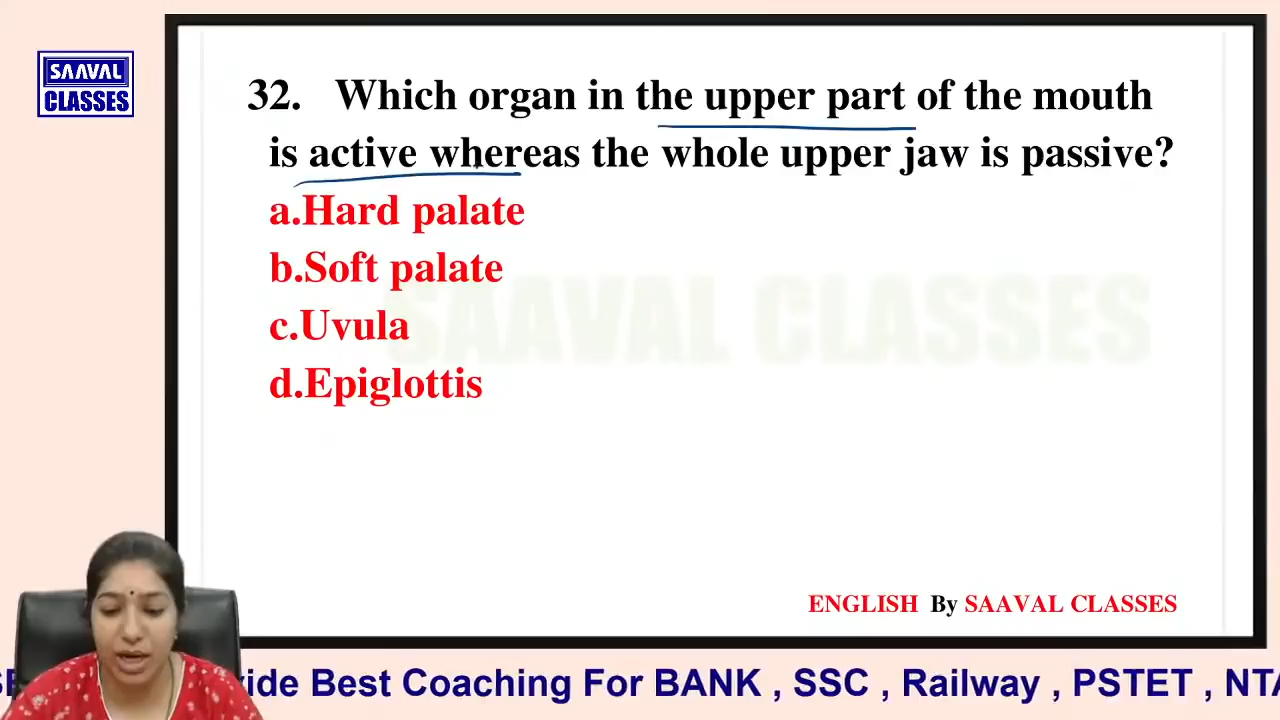 SAAVAL
CLASSES
32. Which organ in the upper part of the mouth
is active whereas the whole upper jaw is passive?
a.Hard palate
b.Soft palate
c.Uvula
d.Epiglottis
SAAVAL CLASSES
ENGLISH By SAAVAL CLASSES
Best Coaching For BANK , SSC , Railway , PSTET ,